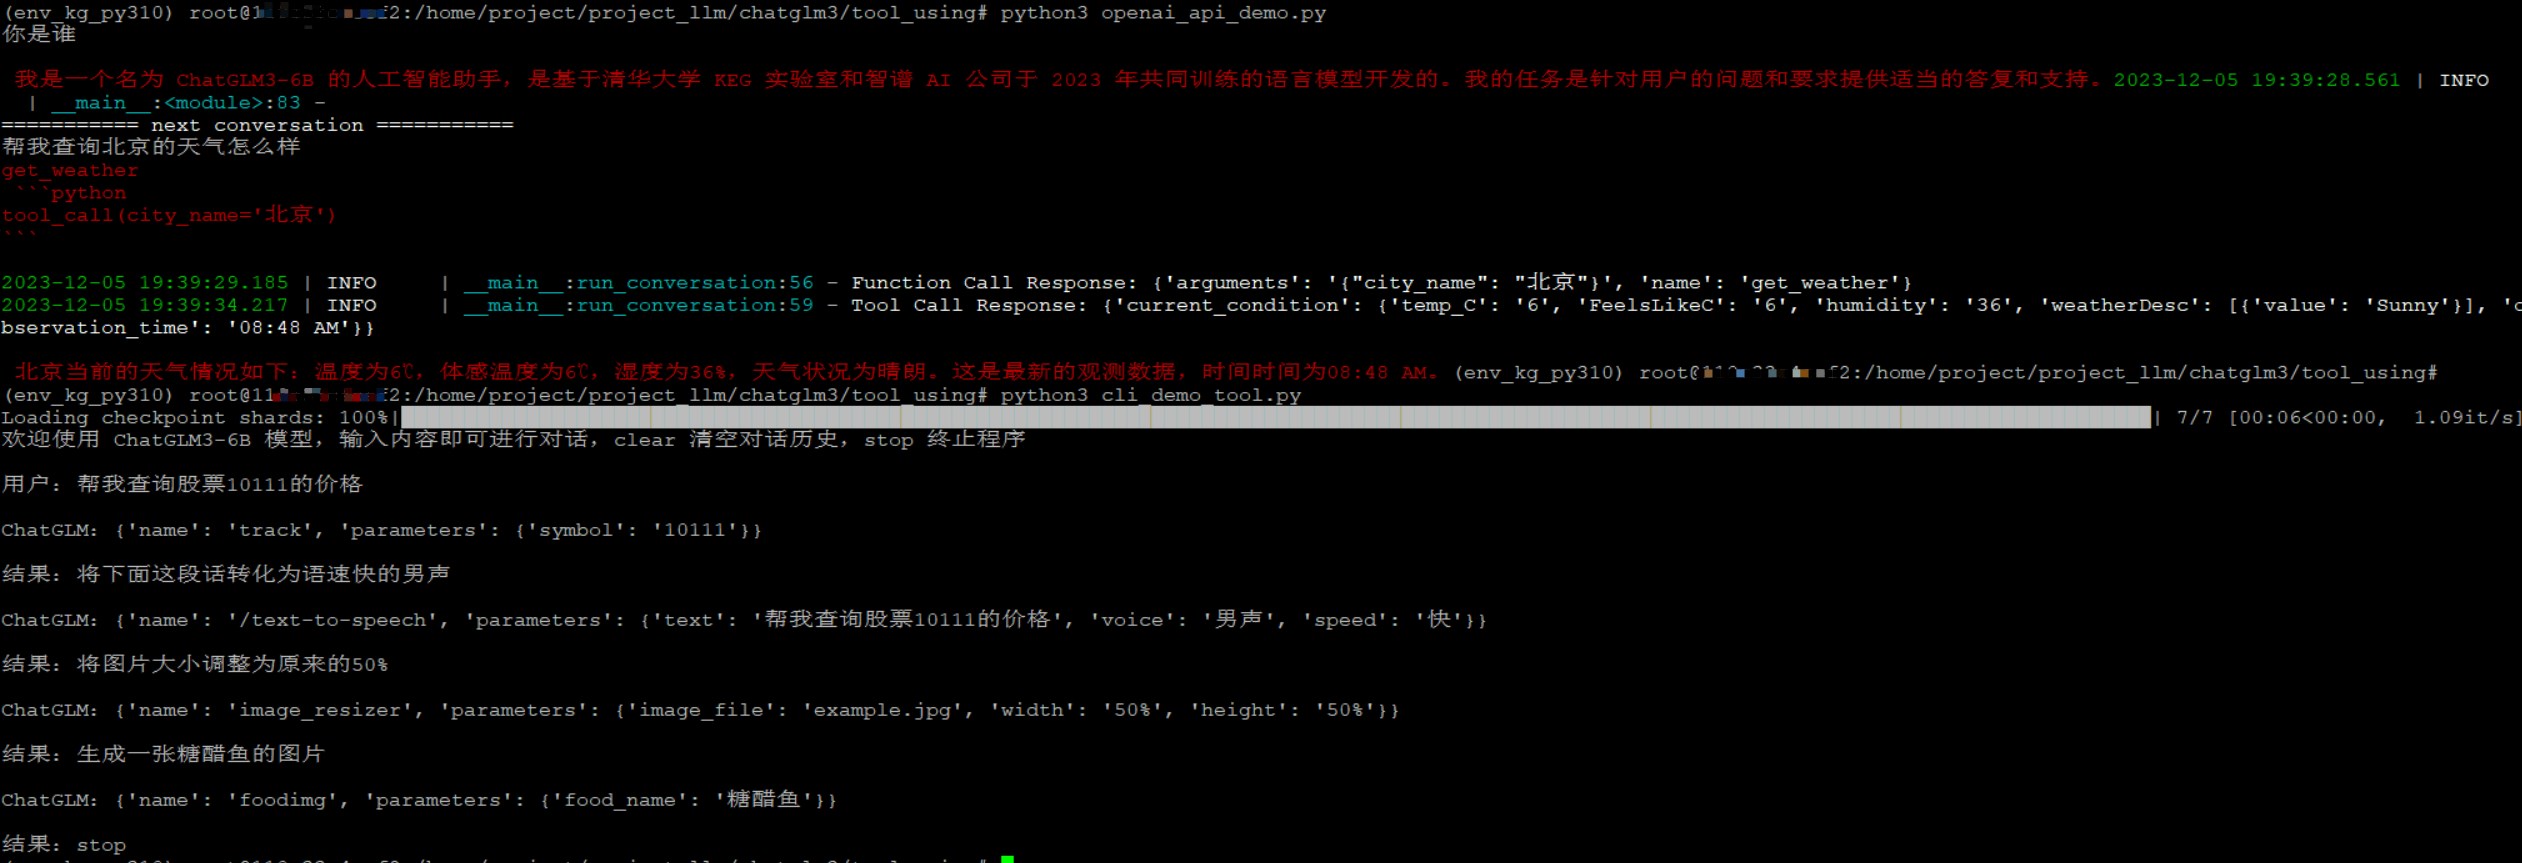 (env_kg_py310) root@1 f2:/home/project/project_llm/chatglm3/tool_using# python3 openai_api_demo.py
你是谁
我是一个名为 ChatGLM3-6B 的人工智能助手，是基于清华大学 KEG 实验室和智谱 AI 公司于 2023 年共同训练的语言模型开发的。我的任务是针对用户的问题和要求提供适当的答复和支持。2023-12-05 19:39:28.561 | INFO
| __main__:<module>:83 -
=========== next conversation ===========
帮我查询北京的天气怎么样
get_weather
```python
tool_call(city_name='北京')
```
2023-12-05 19:39:29.185 | INFO | __main__:run_conversation:56 - Function Call Response: {'arguments': '{"city_name": "北京"}', 'name': 'get_weather'}
2023-12-05 19:39:34.217 | INFO | __main__:run_conversation:59 - Tool Call Response: {'current_condition': {'temp_C': '6', 'FeelsLikeC': '6', 'humidity': '36', 'weatherDesc': [{'value': 'Sunny'}], 'o
bservation_time': '08:48 AM'}}
北京当前的天气情况如下：温度为6℃，体感温度为6℃，湿度为36%，天气状况为晴朗。这是最新的观测数据，时间时间为08:48 AM。(env_kg_py310) root@ f2:/home/project/project_llm/chatglm3/tool_using#
(env_kg_py310) root@11 f2:/home/project/project_llm/chatglm3/tool_using# python3 cli_demo_tool.py
Loading checkpoint shards: 100%| | 7/7 [00:06<00:00, 1.09it/s]
欢迎使用 ChatGLM3-6B 模型，输入内容即可进行对话，clear 清空对话历史，stop 终止程序
用户：帮我查询股票10111的价格
ChatGLM：{'name': 'track', 'parameters': {'symbol': '10111'}}
结果：将下面这段话转化为语速快的男声
ChatGLM：{'name': '/text-to-speech', 'parameters': {'text': '帮我查询股票10111的价格', 'voice': '男声', 'speed': '快'}}
结果：将图片大小调整为原来的50%
ChatGLM：{'name': 'image_resizer', 'parameters': {'image_file': 'example.jpg', 'width': '50%', 'height': '50%'}}
结果：生成一张糖醋鱼的图片
ChatGLM：{'name': 'foodimg', 'parameters': {'food_name': '糖醋鱼'}}
结果：stop